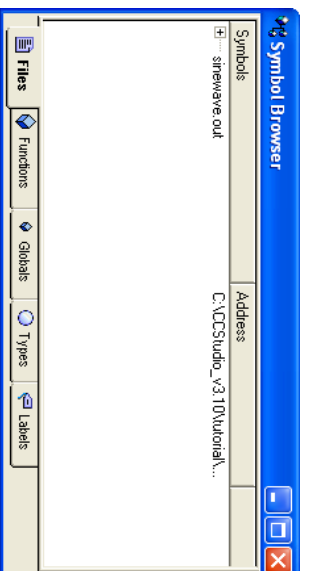 Symbol Browser
Symbols Address
sinewave.out C:\CCStudio_v3.10\tutorial\...
Files Functions Globals Types Labels